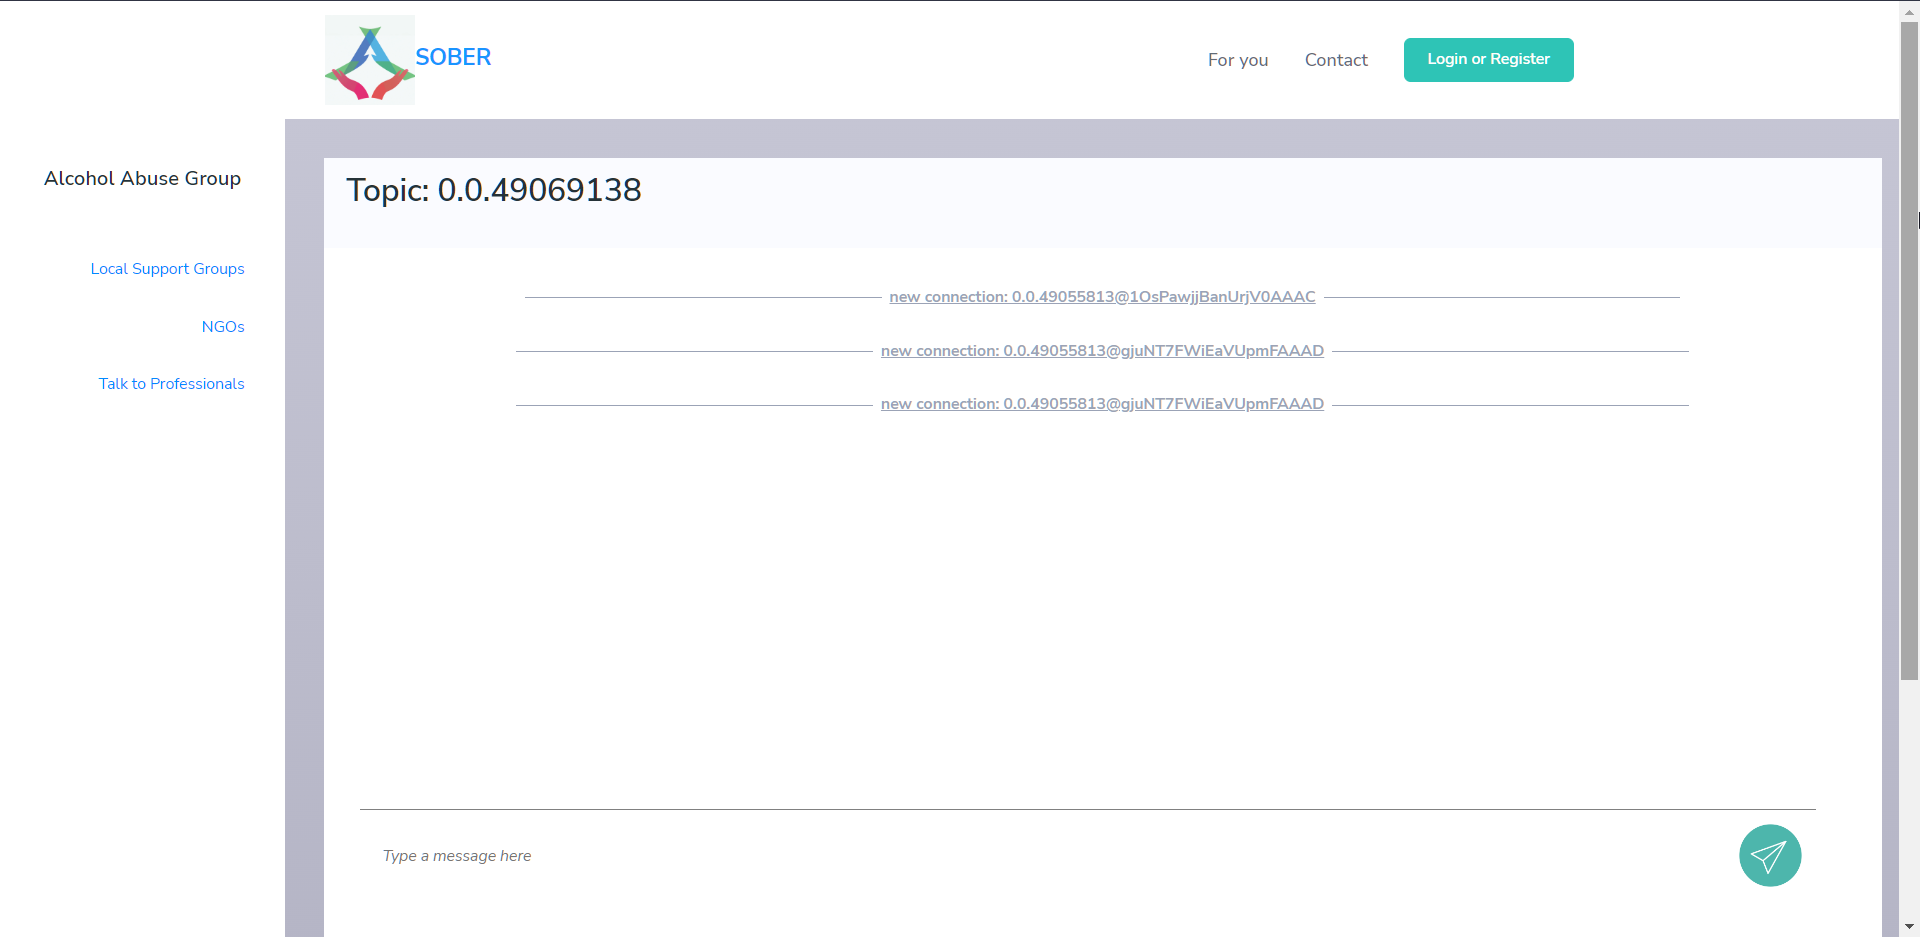 SOBER
For you
Contact
Login or Register
Alcohol Abuse Group
Local Support Groups
NGOs
Talk to Professionals
Topic: 0.0.49069138
new connection: 0.0.49055813@1OsPawjjBanUrjV0AAAC
new connection: 0.0.49055813@gjuNT7FWiEaVUpmFAAAD
new connection: 0.0.49055813@gjuNT7FWiEaVUpmFAAAD
Type a message here